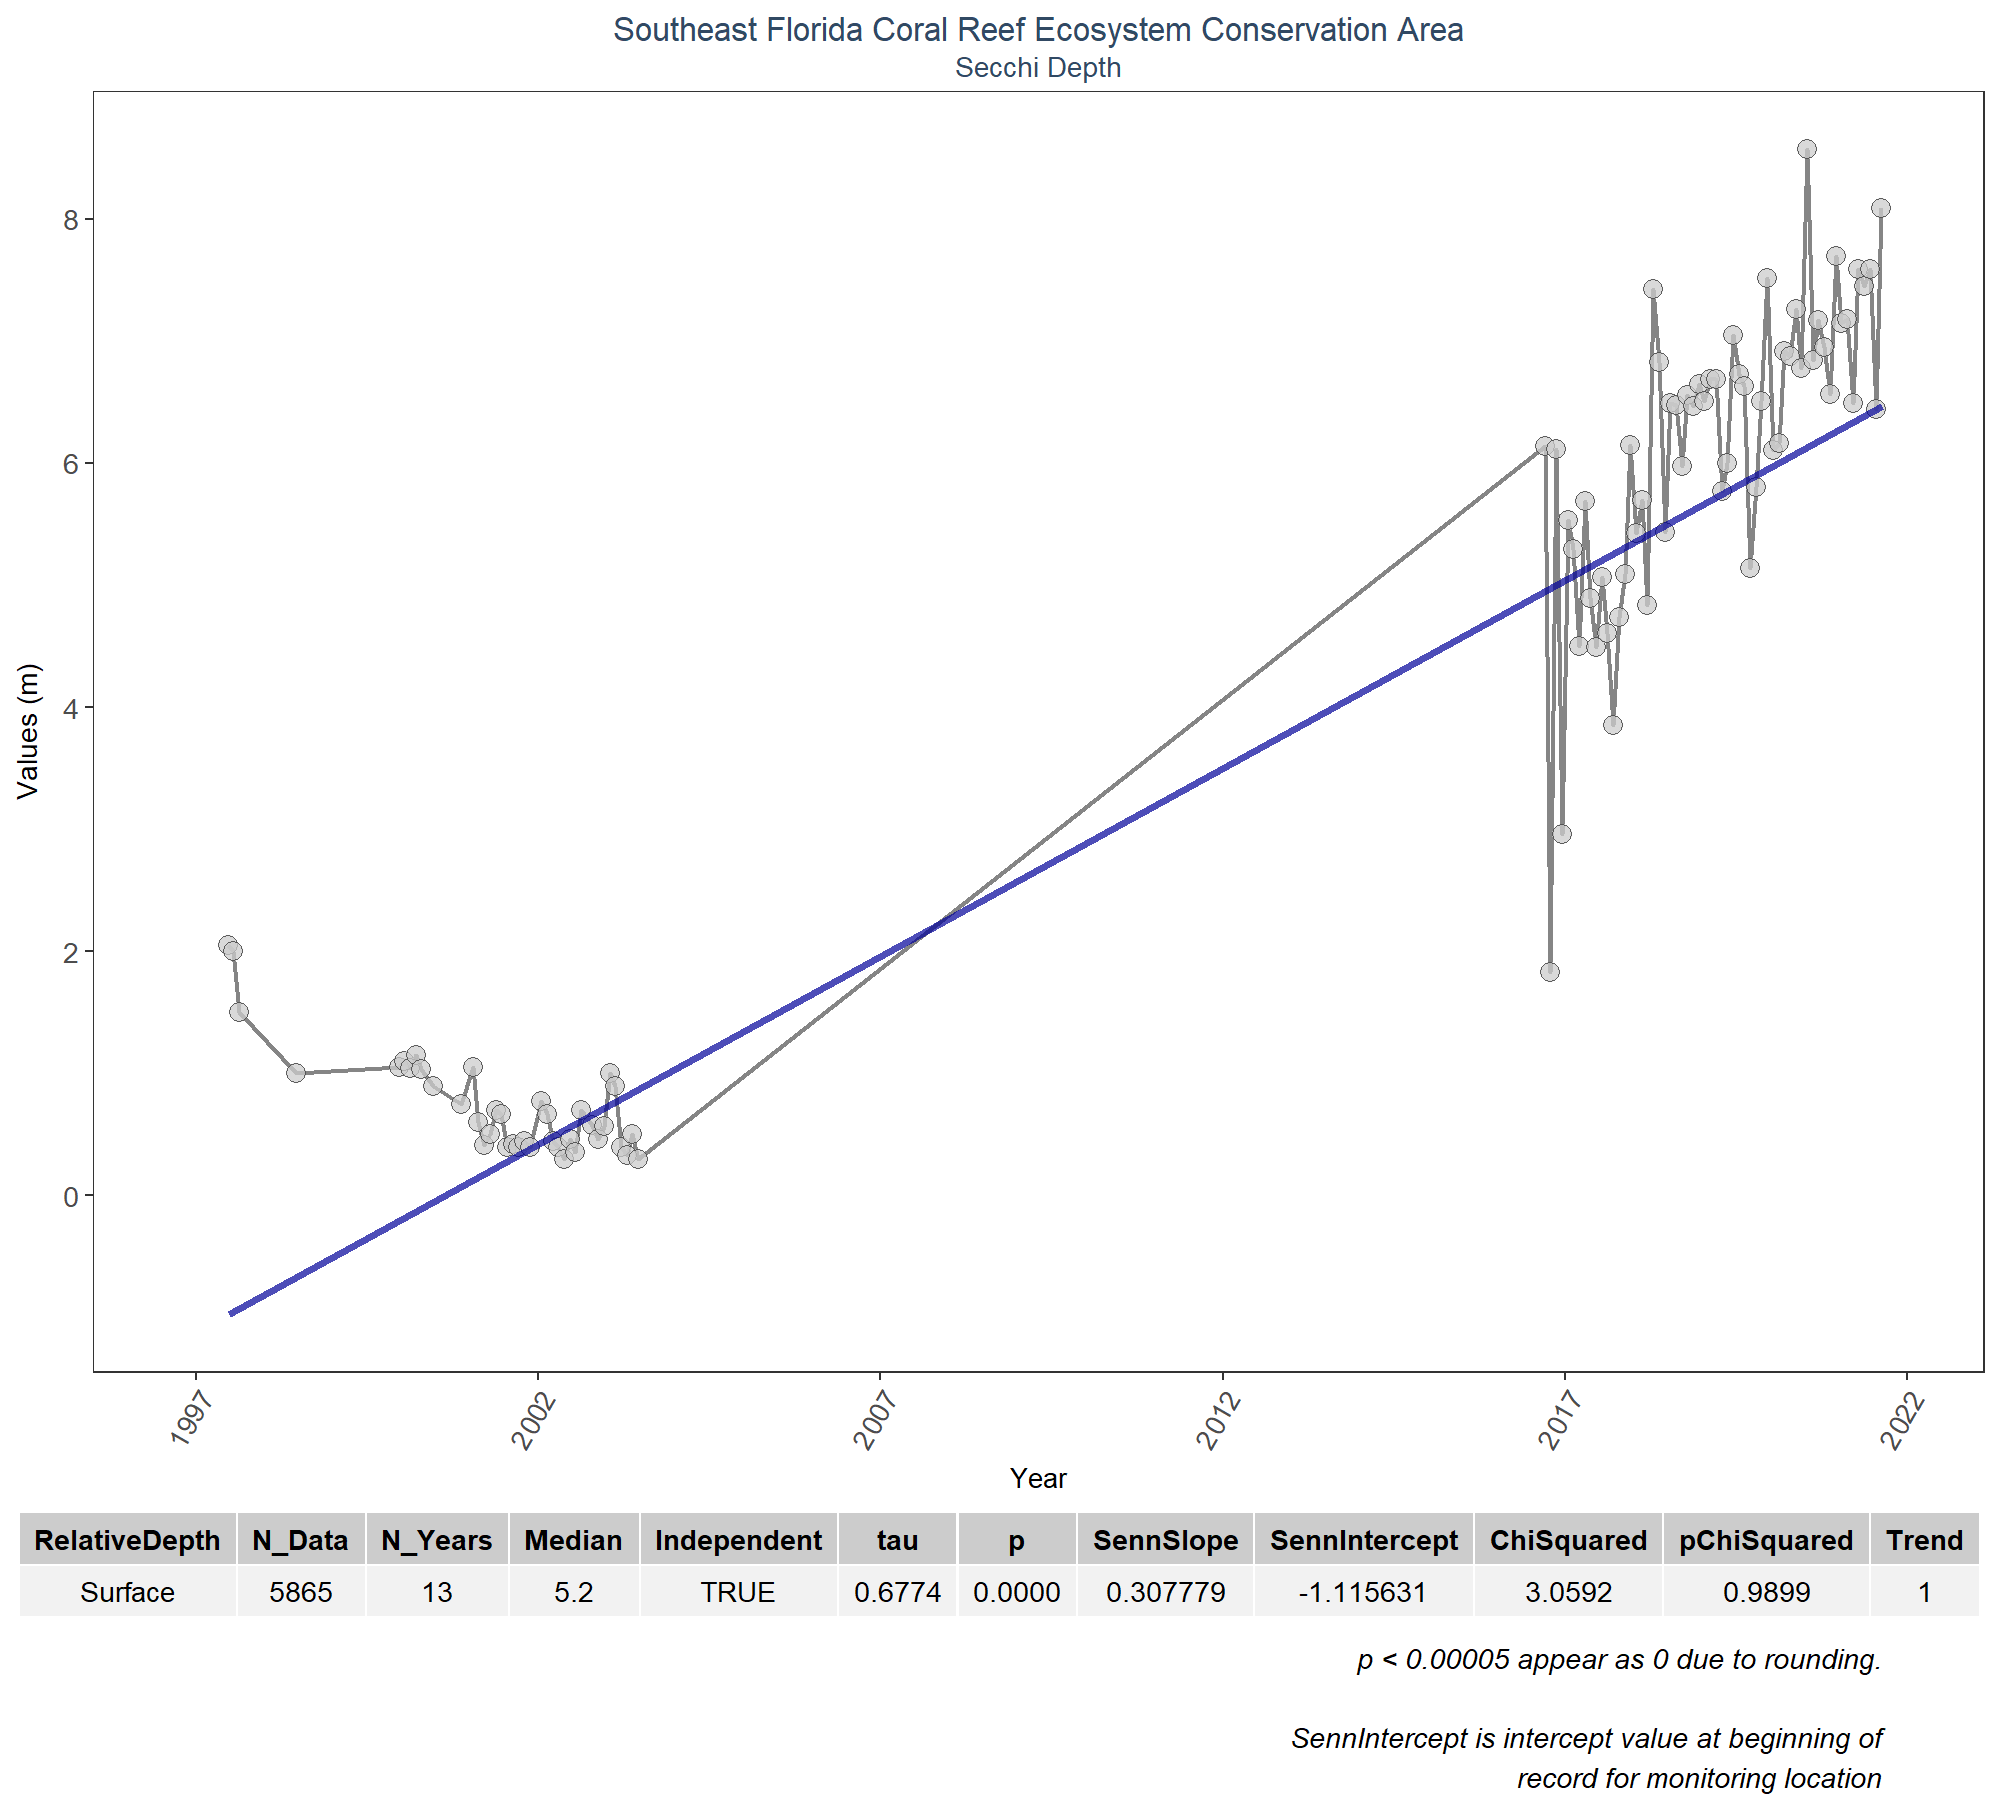 Southeast Florida Coral Reef Ecosystem Conservation Area
Secchi Depth
8
6
4
2
0
Values (m)
1997
2002
2007
2012
2017
2022
Year
RelativeDepth N_Data N_Years Median Independent tau p SennSlope SennIntercept ChiSquared pChiSquared Trend
Surface 5865 13 5.2 TRUE 0.6774 0.0000 0.307779 -1.115631 3.0592 0.9899 1
p < 0.00005 appear as 0 due to rounding.
SennIntercept is intercept value at beginning of
record for monitoring location